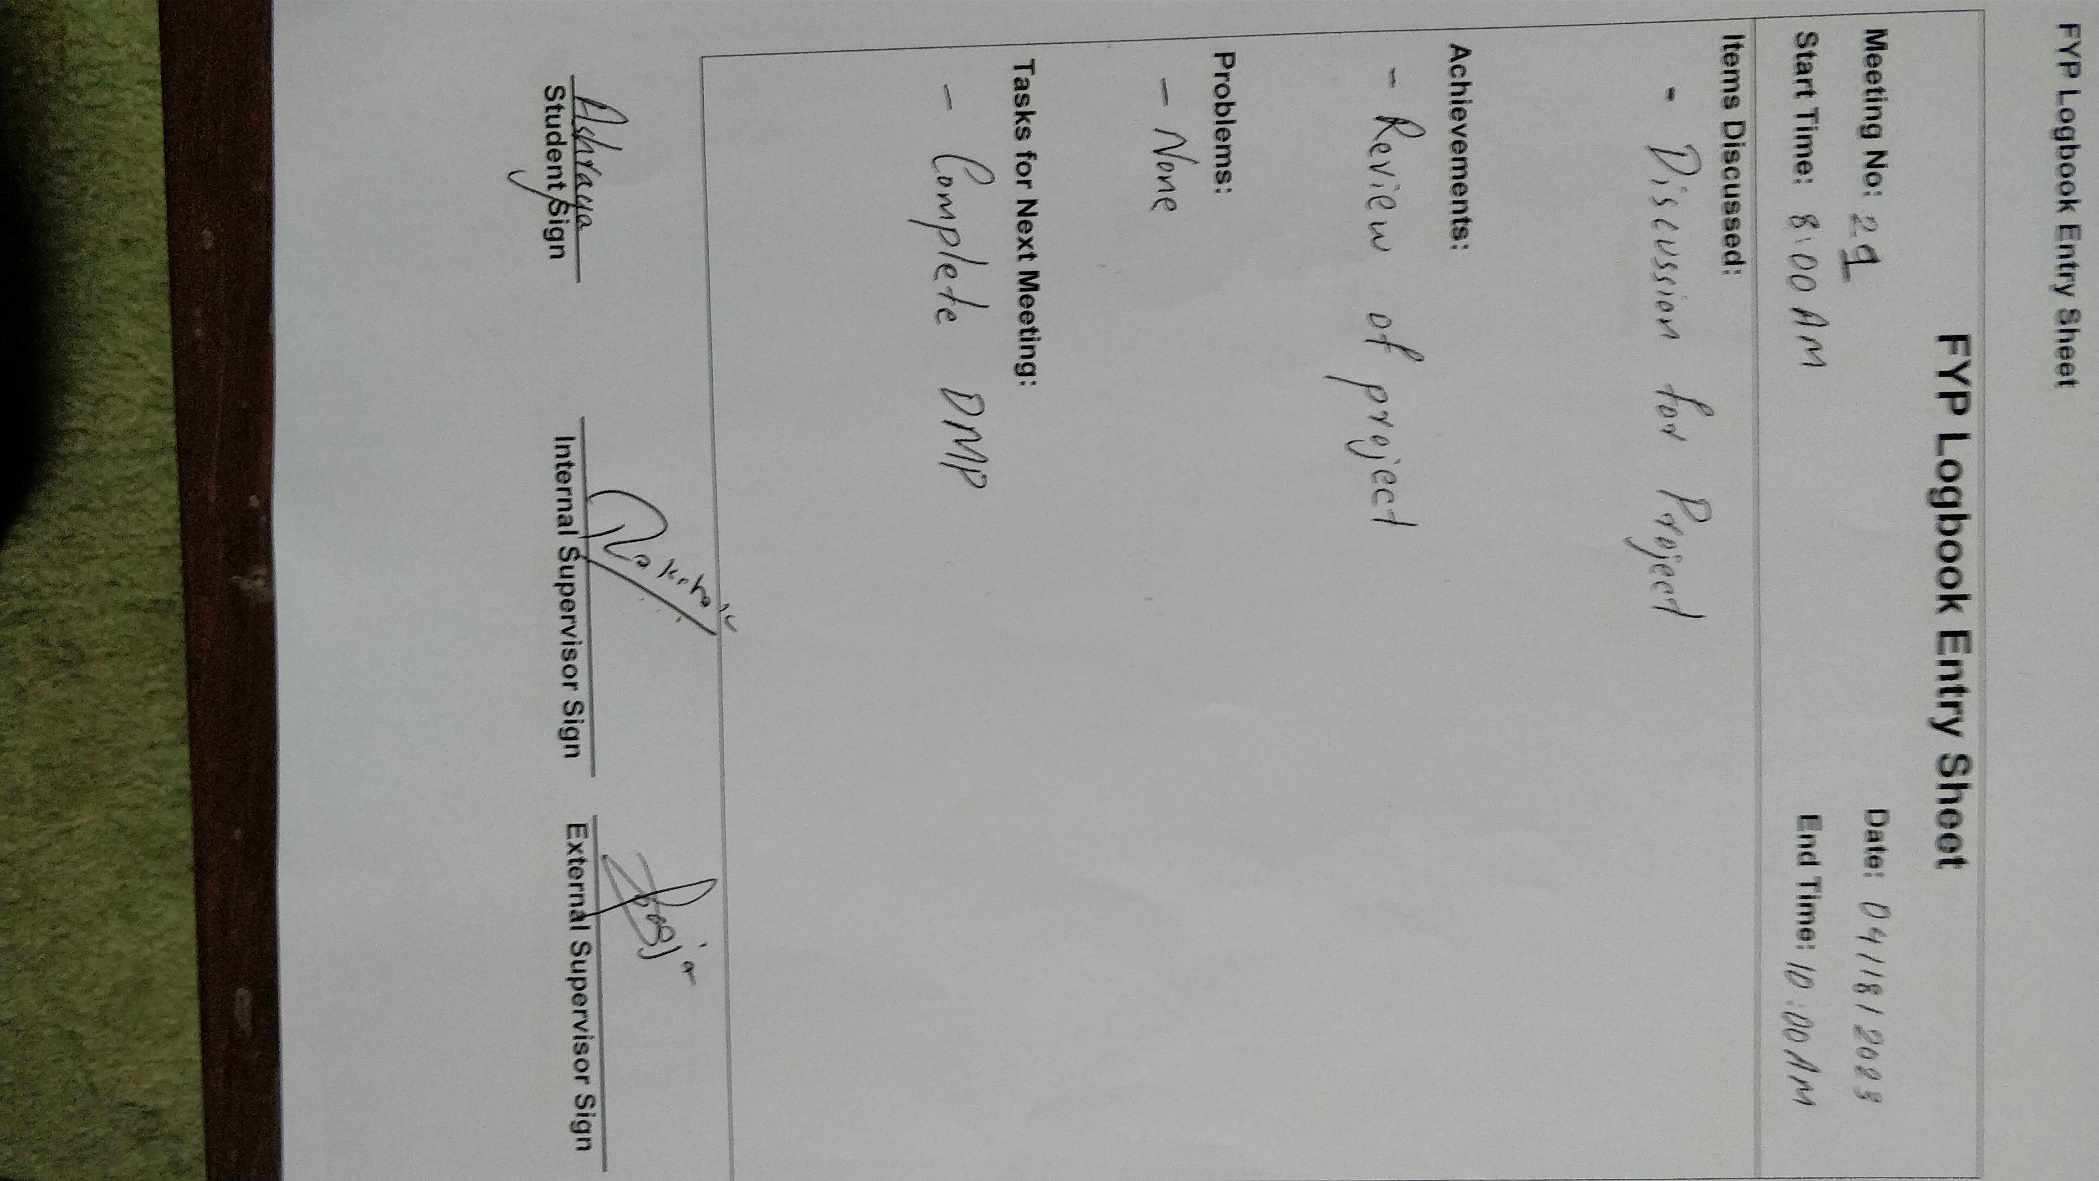 FYP Logbook Entry Sheet
FYP Logbook Entry Sheet
Meeting No: 29 Date: 04/18/2023
Start Time: 8:00 AM End Time: 10:00 AM
Items Discussed:
- Discussion for Project
Achievements:
- Review of project
Problems:
- None
Tasks for Next Meeting:
- Complete DMP
Student Sign Internal Supervisor Sign External Supervisor Sign